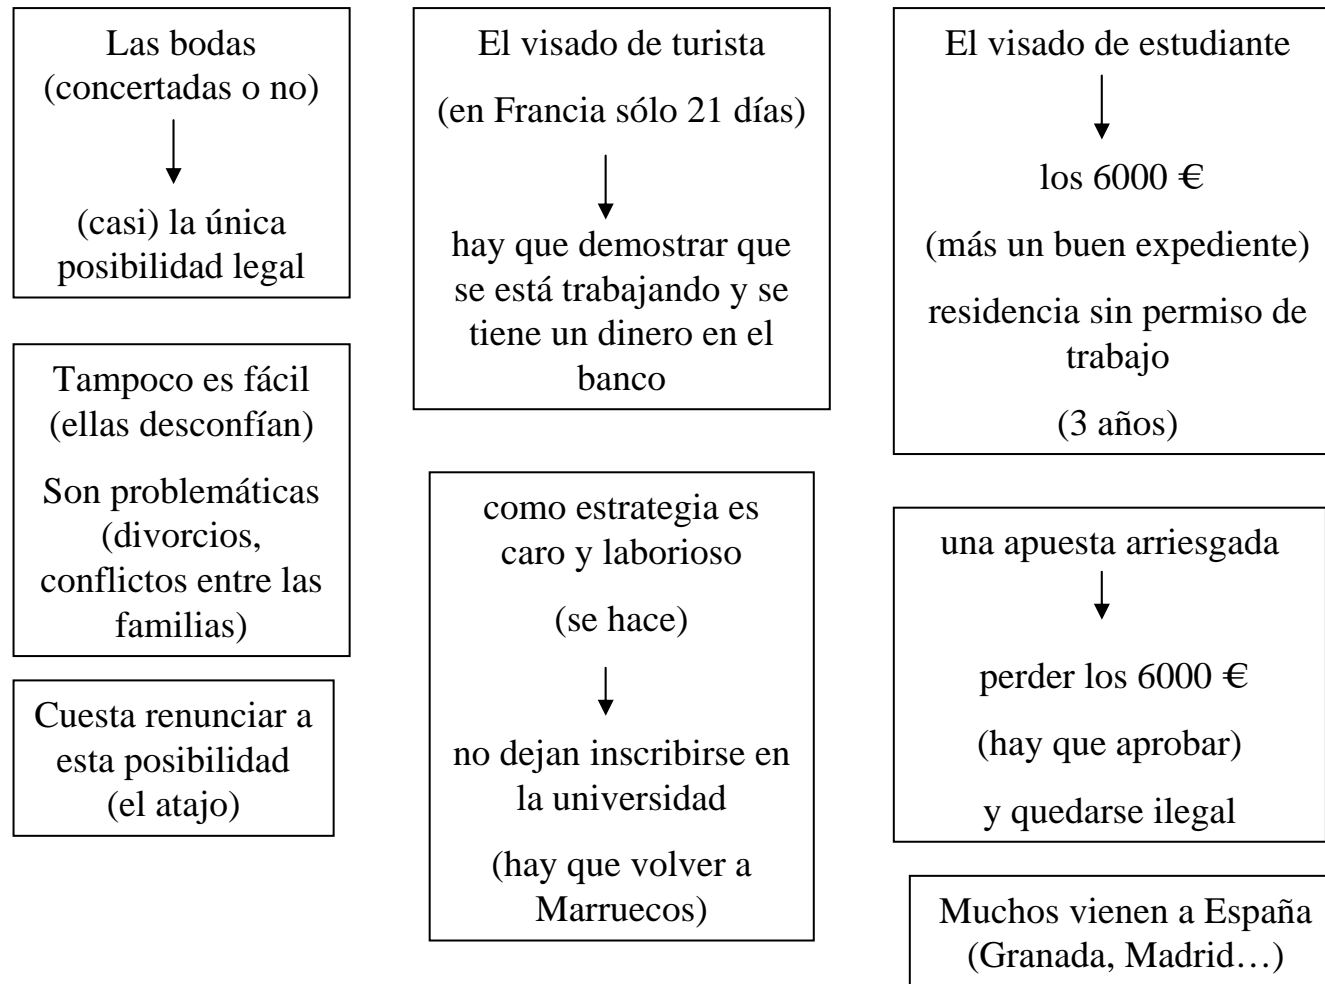 Las bodas
(concertadas o no)
(casi) la única
posibilidad legal
Tampoco es fácil
(ellas desconfían)
Son problemáticas
(divorcios,
conflictos entre las
familias)
Cuesta renunciar a
esta posibilidad
(el atajo)
El visado de turista
(en Francia sólo 21 días)
hay que demostrar que
se está trabajando y se
tiene un dinero en el
banco
como estrategia es
caro y laborioso
(se hace)
no dejan inscribirse en
la universidad
(hay que volver a
Marruecos)
El visado de estudiante
los 6000 €
(más un buen expediente)
residencia sin permiso de
trabajo
(3 años)
una apuesta arriesgada
perder los 6000 €
(hay que aprobar)
y quedarse ilegal
Muchos vienen a España
(Granada, Madrid…)